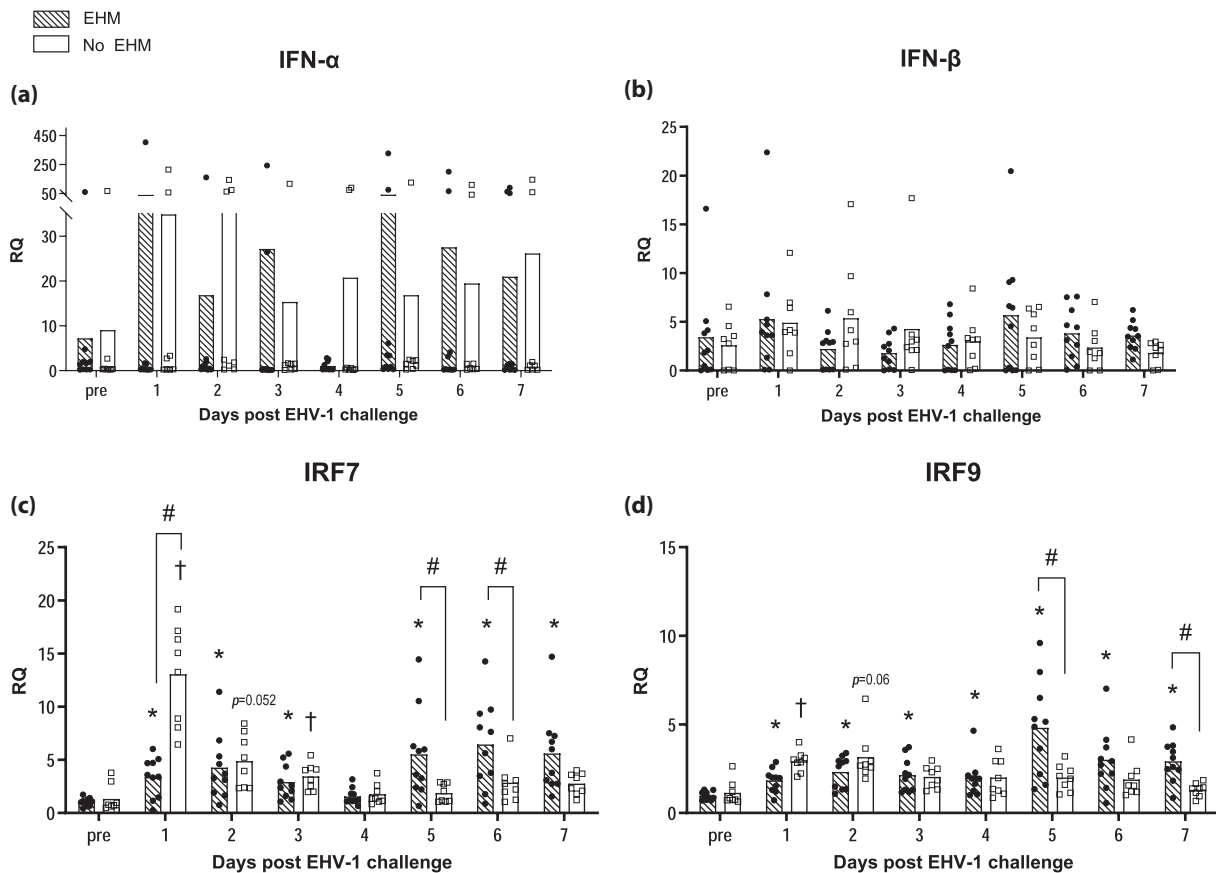 EHM
No EHM
IFN-α
(a)
450
250
50
30
20
10
0
RQ
pre 1 2 3 4 5 6 7
Days post EHV-1 challenge
IFN-β
(b)
25
20
15
10
5
0
RQ
pre 1 2 3 4 5 6 7
Days post EHV-1 challenge
IRF7
(c)
25
20
15
10
5
0
RQ
#
†
*
*
p=0.052
*
†
#
*
#
*
*
pre 1 2 3 4 5 6 7
Days post EHV-1 challenge
IRF9
(d)
15
10
5
0
RQ
*
†
*
p=0.06
*
*
#
*
*
#
*
pre 1 2 3 4 5 6 7
Days post EHV-1 challenge